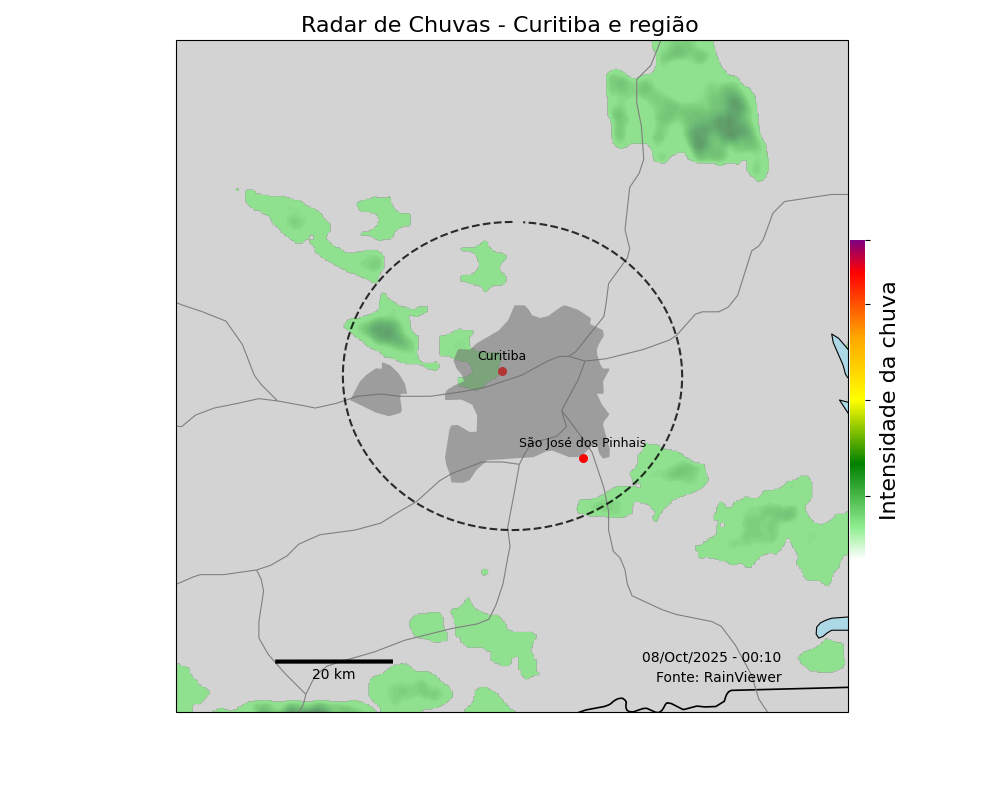 Radar de Chuvas - Curitiba e região
Curitiba
São José dos Pinhais
Intensidade da chuva
08/Oct/2025 - 00:10
Fonte: RainViewer
20 km